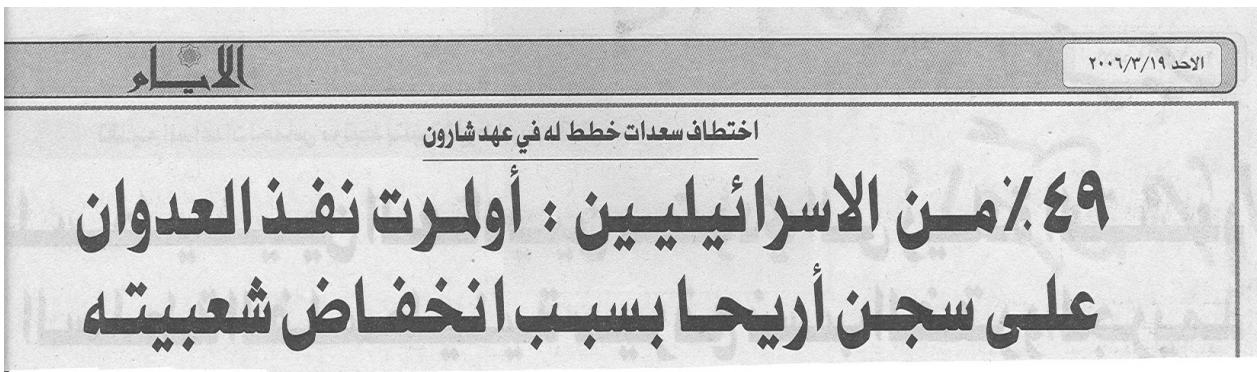 الاحد ٢٠٠٦/٣/١٩
الايام
اختطاف سعدات خطط له في عهد شارون
٤٩٪ من الاسرائيليين : أولمرت نفذ العدوان
على سجن أريحا بسبب انخفاض شعبيته